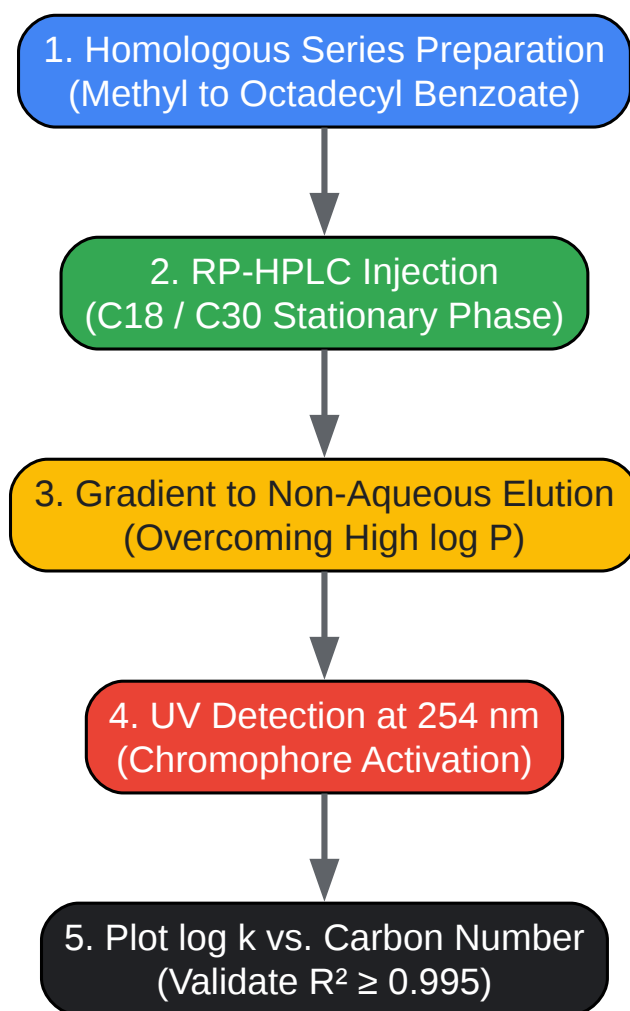 1. Homologous Series Preparation
(Methyl to Octadecyl Benzoate)
2. RP-HPLC Injection
(C18 / C30 Stationary Phase)
3. Gradient to Non-Aqueous Elution
(Overcoming High log P)
4. UV Detection at 254 nm
(Chromophore Activation)
5. Plot log k vs. Carbon Number
(Validate R² ≥ 0.995)